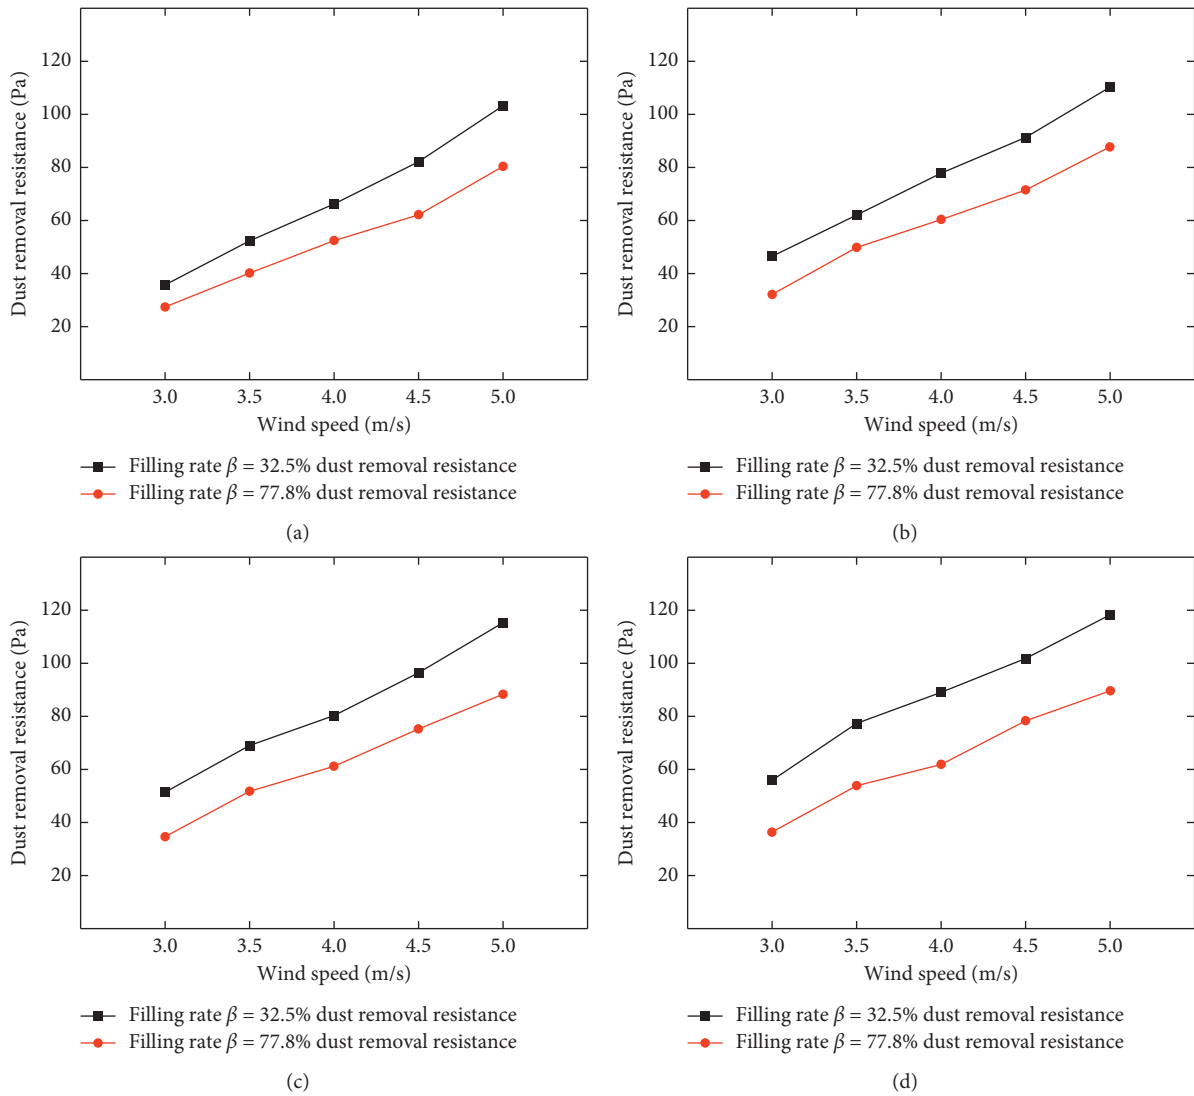 120
100
80
60
40
20
Dust removal resistance (Pa)
3.0 3.5 4.0 4.5 5.0
Wind speed (m/s)
Filling rate β = 32.5% dust removal resistance
Filling rate β = 77.8% dust removal resistance
(a)
120
100
80
60
40
20
Dust removal resistance (Pa)
3.0 3.5 4.0 4.5 5.0
Wind speed (m/s)
Filling rate β = 32.5% dust removal resistance
Filling rate β = 77.8% dust removal resistance
(b)
120
100
80
60
40
20
Dust removal resistance (Pa)
3.0 3.5 4.0 4.5 5.0
Wind speed (m/s)
Filling rate β = 32.5% dust removal resistance
Filling rate β = 77.8% dust removal resistance
(c)
120
100
80
60
40
20
Dust removal resistance (Pa)
3.0 3.5 4.0 4.5 5.0
Wind speed (m/s)
Filling rate β = 32.5% dust removal resistance
Filling rate β = 77.8% dust removal resistance
(d)